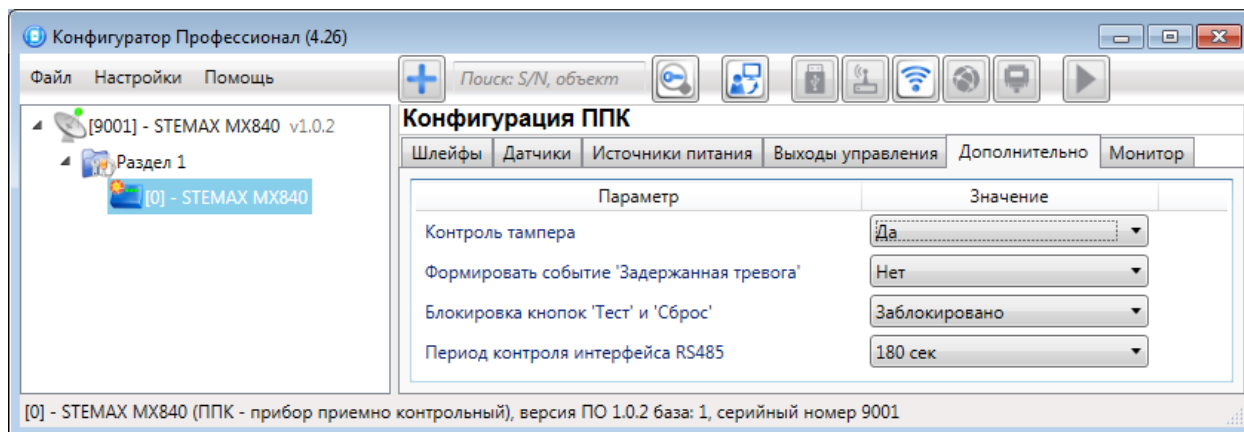 Конфигуратор Профессионал (4.26)
Файл Настройки Помощь
Поиск: S/N, объект
[9001] - STEMAX MX840 v1.0.2
Раздел 1
[0] - STEMAX MX840
Конфигурация ППК
Шлейфы Датчики Источники питания Выходы управления Дополнительно Монитор
Параметр Значение
Контроль тампера Да
Формировать событие 'Задержанная тревога' Нет
Блокировка кнопок 'Тест' и 'Сброс' Заблокировано
Период контроля интерфейса RS485 180 сек
[0] - STEMAX MX840 (ППК - прибор приемно контрольный), версия ПО 1.0.2 база: 1, серийный номер 9001